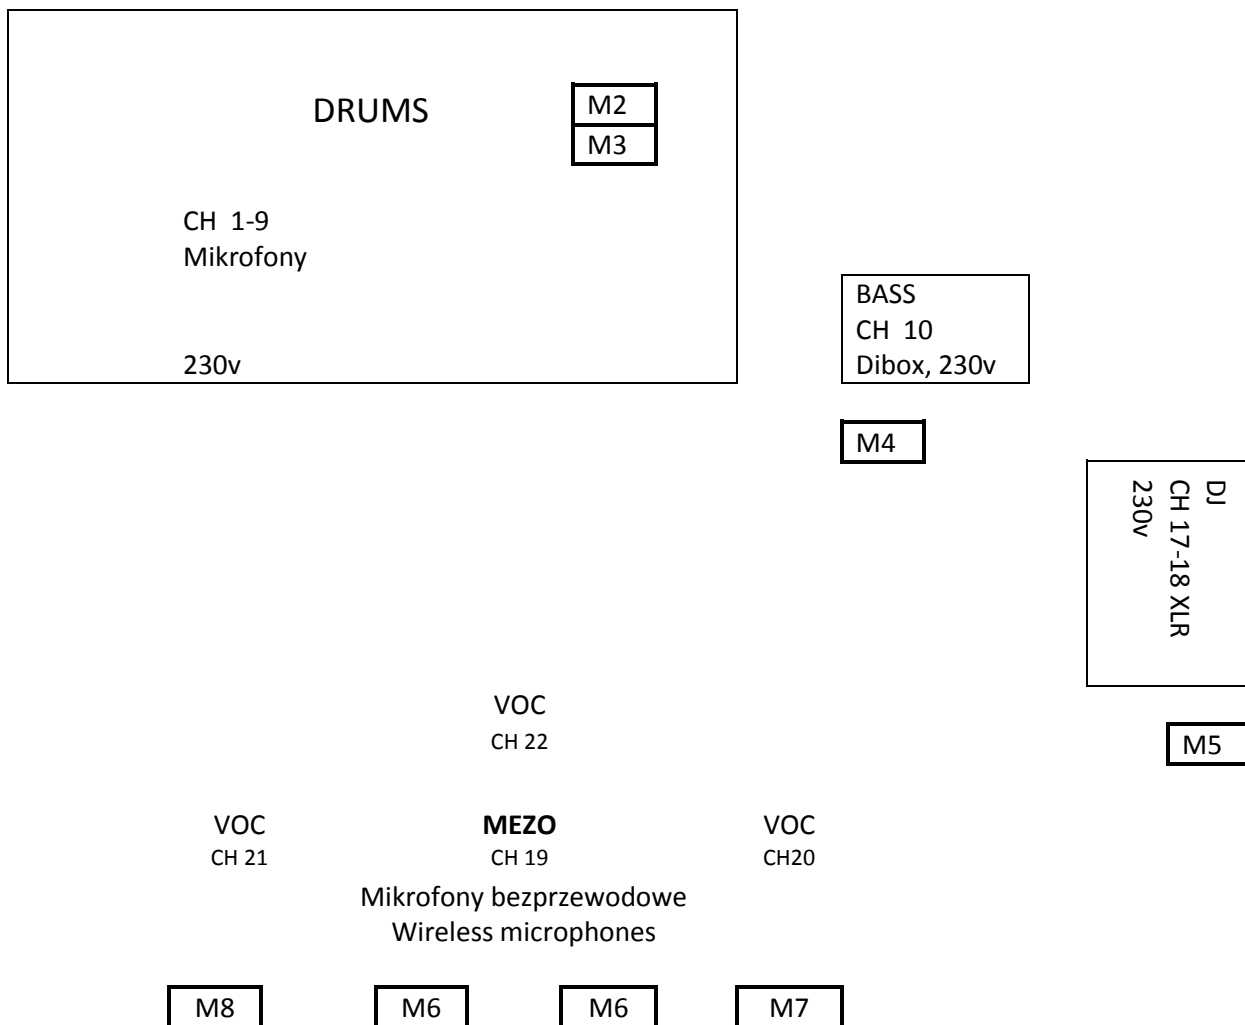 DRUMS
M2
M3
CH 1-9
Mikrofony
230v
BASS
CH 10
Dibox, 230v
M4
DJ
CH 17-18 XLR
230v
M5
VOC
CH 22
VOC
CH 21
MEZO
CH 19
VOC
CH20
Mikrofony bezprzewodowe
Wireless microphones
M8
M6
M6
M7